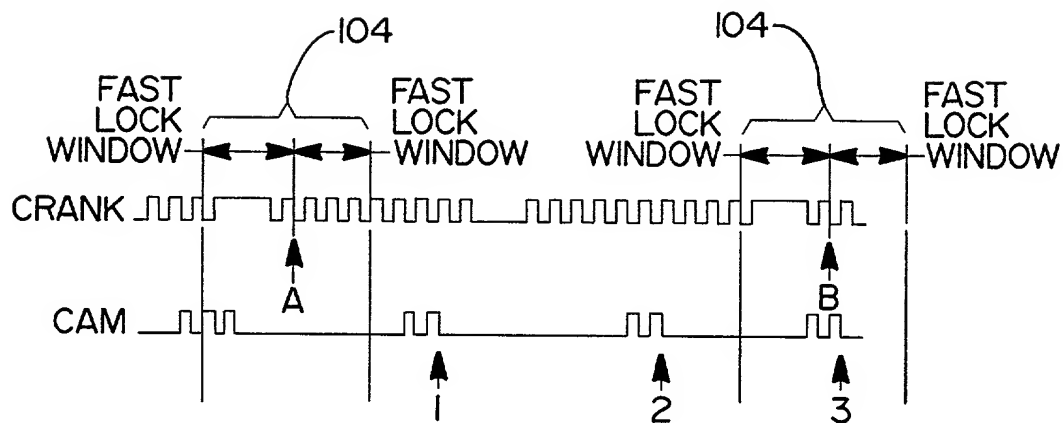 104
104
FAST
LOCK
WINDOW
FAST
LOCK
WINDOW
FAST
LOCK
WINDOW
FAST
LOCK
WINDOW
CRANK
A
B
CAM
1
2
3